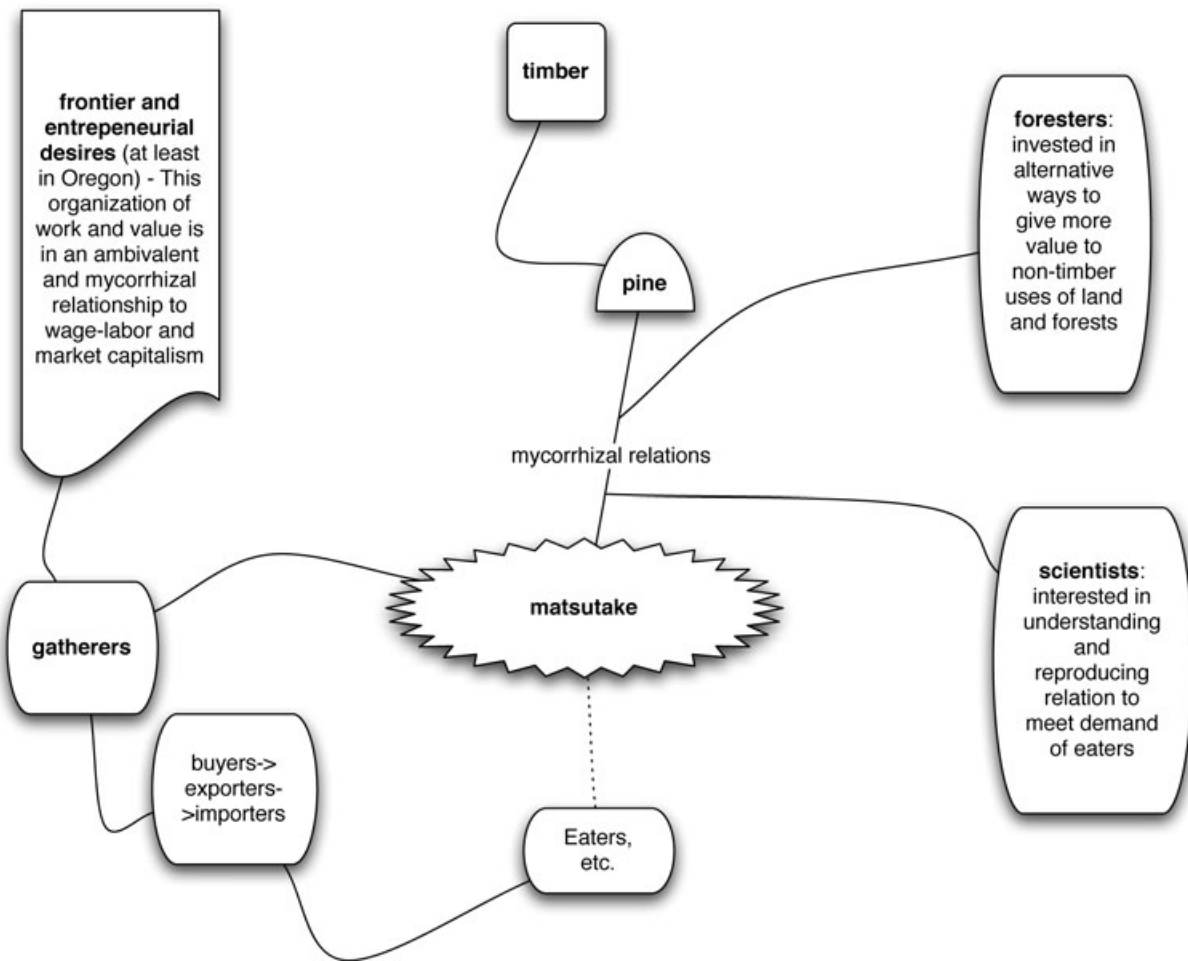 frontier and
entrepeneurial
desires (at least
in Oregon) - This
organization of
work and value is
in an ambivalent
and mycorrhizal
relationship to
wage-labor and
market capitalism
timber
foresters:
invested in
alternative
ways to
give more
value to
non-timber
uses of land
and forests
pine
mycorrhizal relations
matsutake
scientists:
interested in
understanding
and
reproducing
relation to
meet demand
of eaters
gatherers
buyers->
exporters-
>importers
Eaters,
etc.